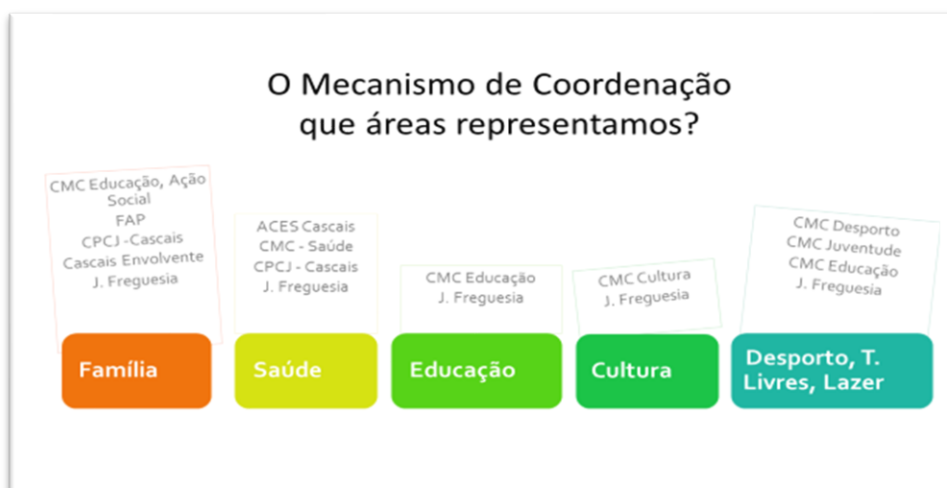 O Mecanismo de Coordenação
que áreas representamos?
CMC Educação, Ação
Social
FAP
CPCJ -Cascais
Cascais Envolvente
J. Freguesia
Família
ACES Cascais
CMC - Saúde
CPCJ - Cascais
J. Freguesia
Saúde
CMC Educação
J. Freguesia
Educação
CMC Cultura
J. Freguesia
Cultura
CMC Desporto
CMC Juventude
CMC Educação
J. Freguesia
Desporto, T.
Livres, Lazer